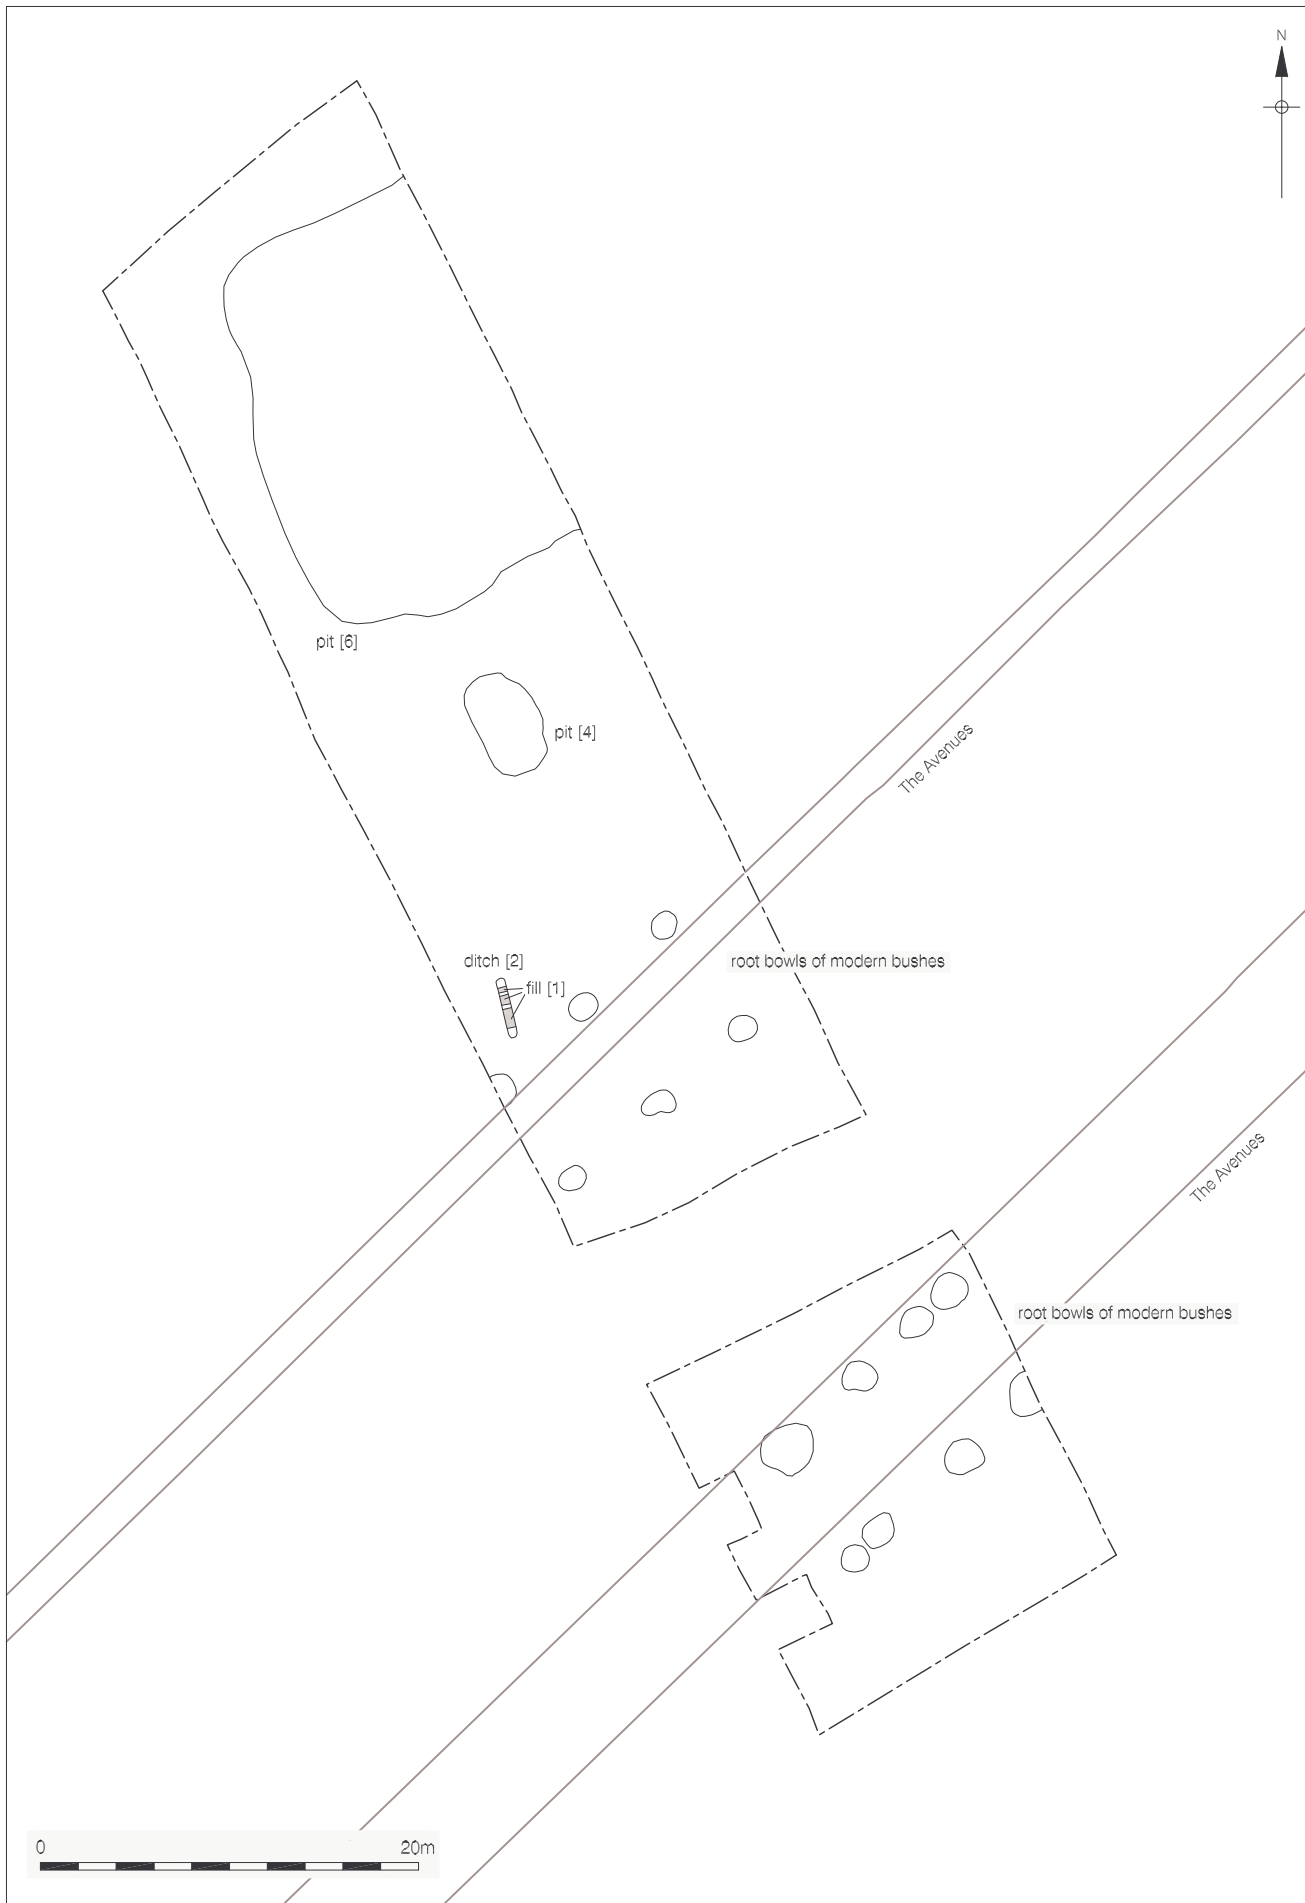 N
pit [6]
pit [4]
The Avenues
ditch [2]
root bowls of modern bushes
fill [1]
The Avenues
root bowls of modern bushes
0 20m